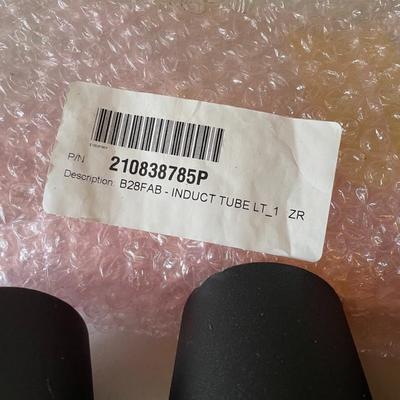 P/N 210838785P
Description: B28FAB - INDUCT TUBE LT_1 ZR